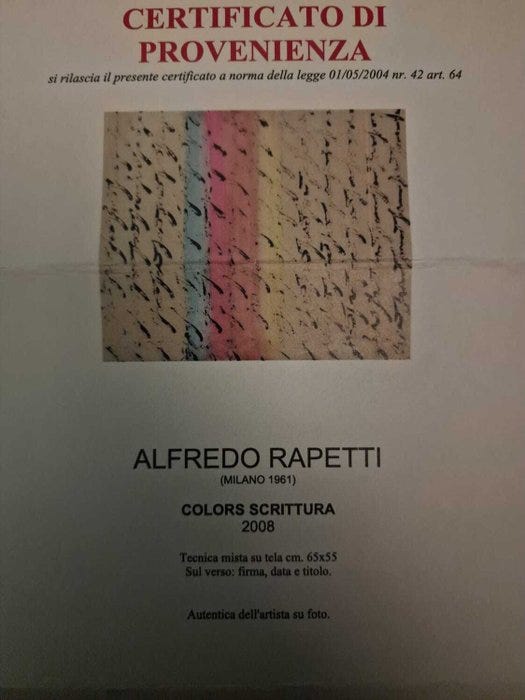 CERTIFICATO DI
PROVENIENZA
si rilascia il presente certificato a norma della legge 01/05/2004 nr. 42 art. 64
ALFREDO RAPETTI
(MILANO 1961)
COLORS SCRITTURA
2008
Tecnica mista su tela cm. 65x55
Sul verso: firma, data e titolo.
Autentica dell'artista su foto.